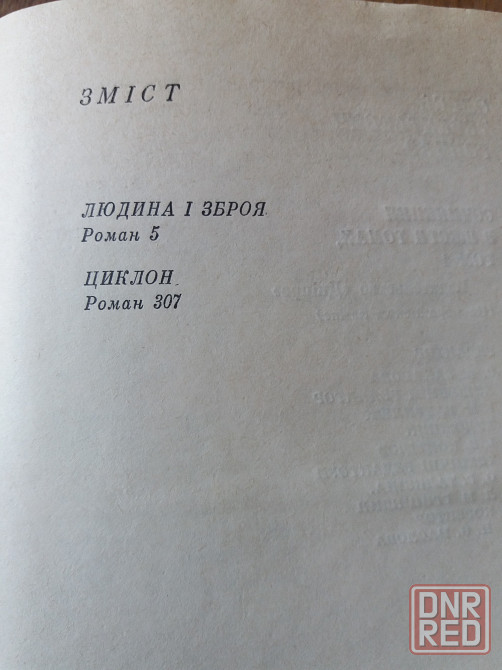 ЗМІСТ
ЛЮДИНА І ЗБРОЯ
Роман 5
ЦИКЛОН
Роман 307
DNR
RED